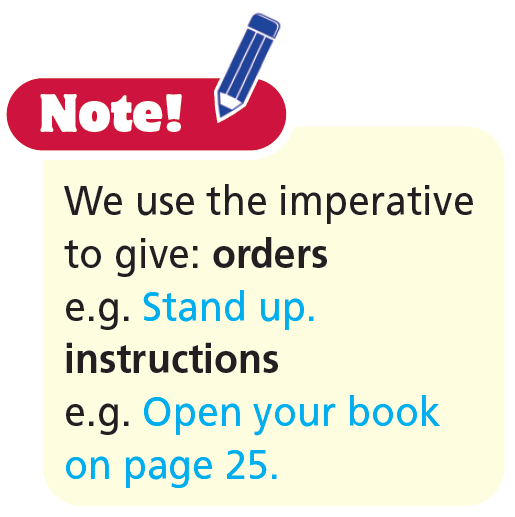 Note!
We use the imperative
to give: orders
e.g. Stand up.
instructions
e.g. Open your book
on page 25.